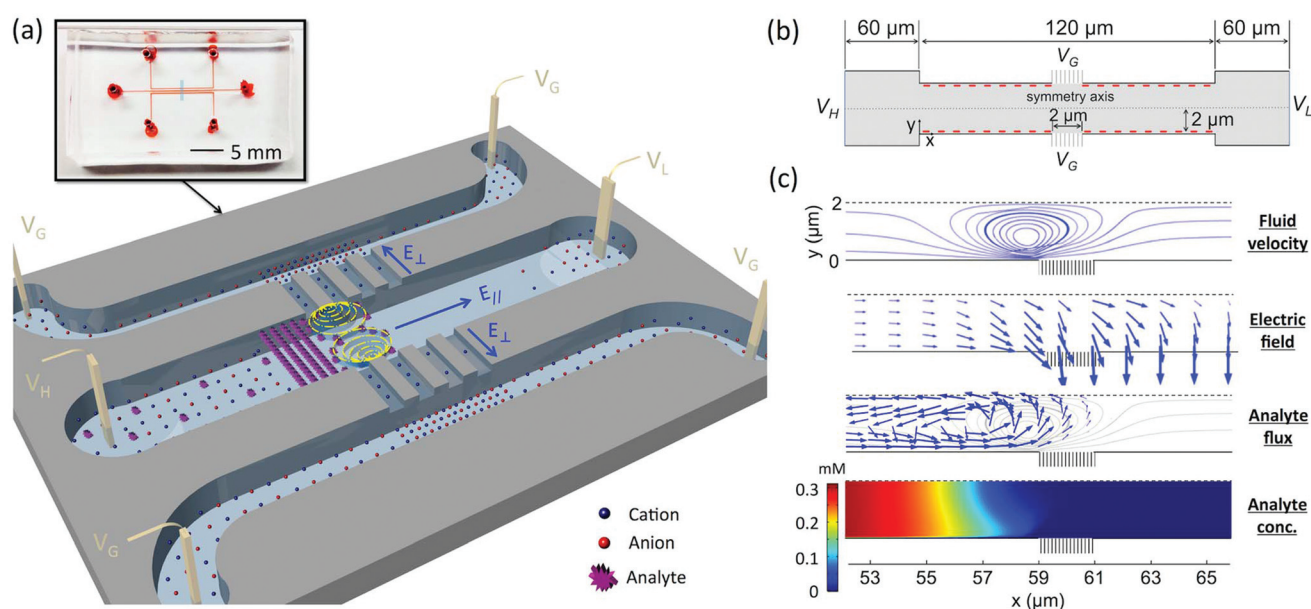 (a)
5 mm
V_G
V_L
V_G
V_G
E⊥
E//
E⊥
V_H
V_G
Cation
Anion
Analyte
(b)
60 μm
120 μm
60 μm
V_G
symmetry axis
V_H
V_L
2 μm
2 μm
y
x
V_G
(c)
y (μm)
2
0
Fluid
velocity
Electric
field
Analyte
flux
mM
0.3
0.2
0.1
0
Analyte
conc.
53 55 57 59 61 63 65
x (μm)